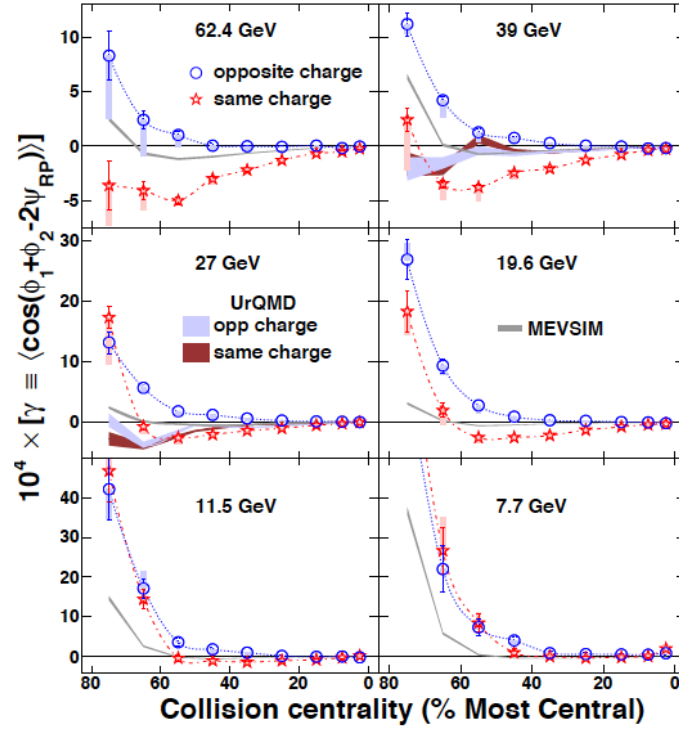 10⁴ × [γ ≡ ⟨cos(ϕ₁+ϕ₂-2ψ_RP)⟩]
10
5
0
-5
62.4 GeV
opposite charge
same charge
39 GeV
30
20
10
0
27 GeV
UrQMD
opp charge
same charge
19.6 GeV
MEVSIM
40
30
20
10
0
11.5 GeV
7.7 GeV
80 60 40 20 0
80 60 40 20 0
Collision centrality (% Most Central)